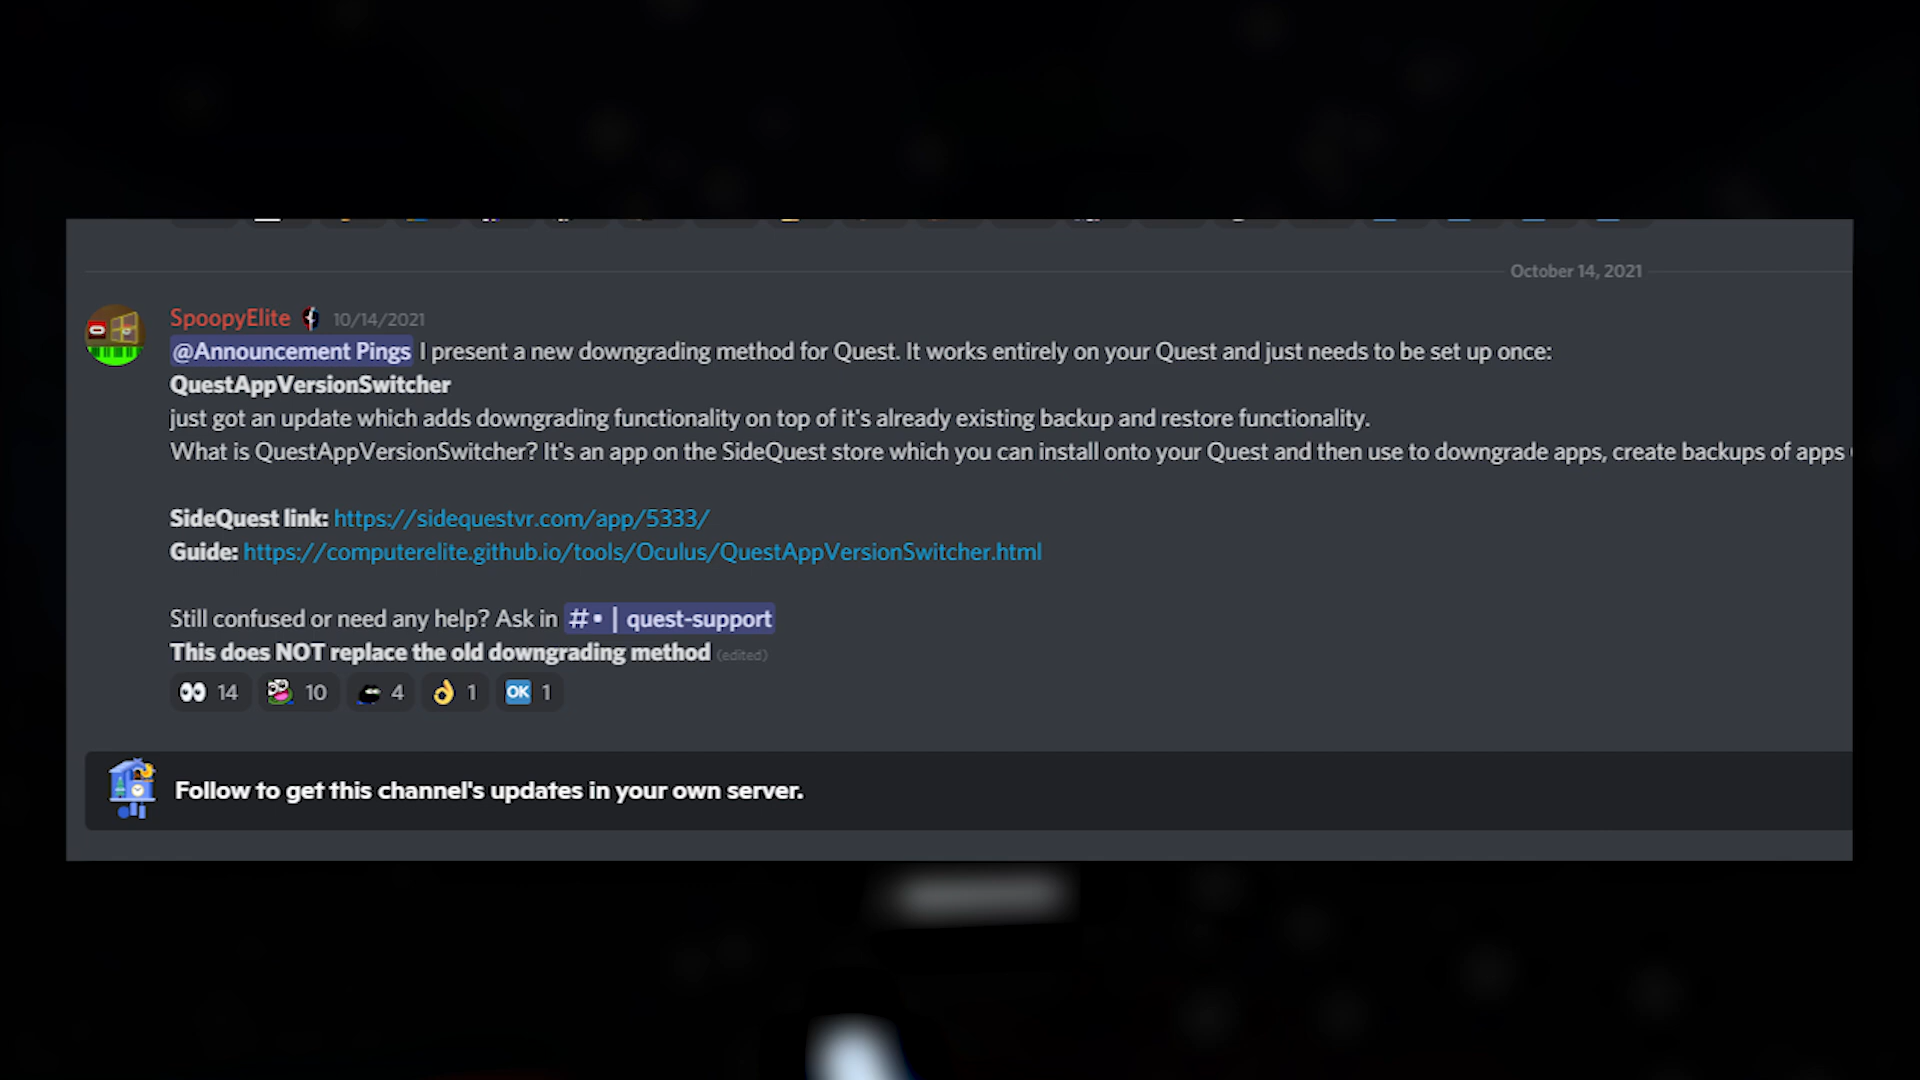 October 14, 2021
SpoopyElite 10/14/2021
@Announcement Pings I present a new downgrading method for Quest. It works entirely on your Quest and just needs to be set up once:
QuestAppVersionSwitcher
just got an update which adds downgrading functionality on top of it's already existing backup and restore functionality.
What is QuestAppVersionSwitcher? It's an app on the SideQuest store which you can install onto your Quest and then use to downgrade apps, create backups of apps
SideQuest link: https://sidequestvr.com/app/5333/
Guide: https://computerelite.github.io/tools/Oculus/QuestAppVersionSwitcher.html
Still confused or need any help? Ask in #• | quest-support
This does NOT replace the old downgrading method (edited)
14 10 4 1 OK 1
Follow to get this channel's updates in your own server.